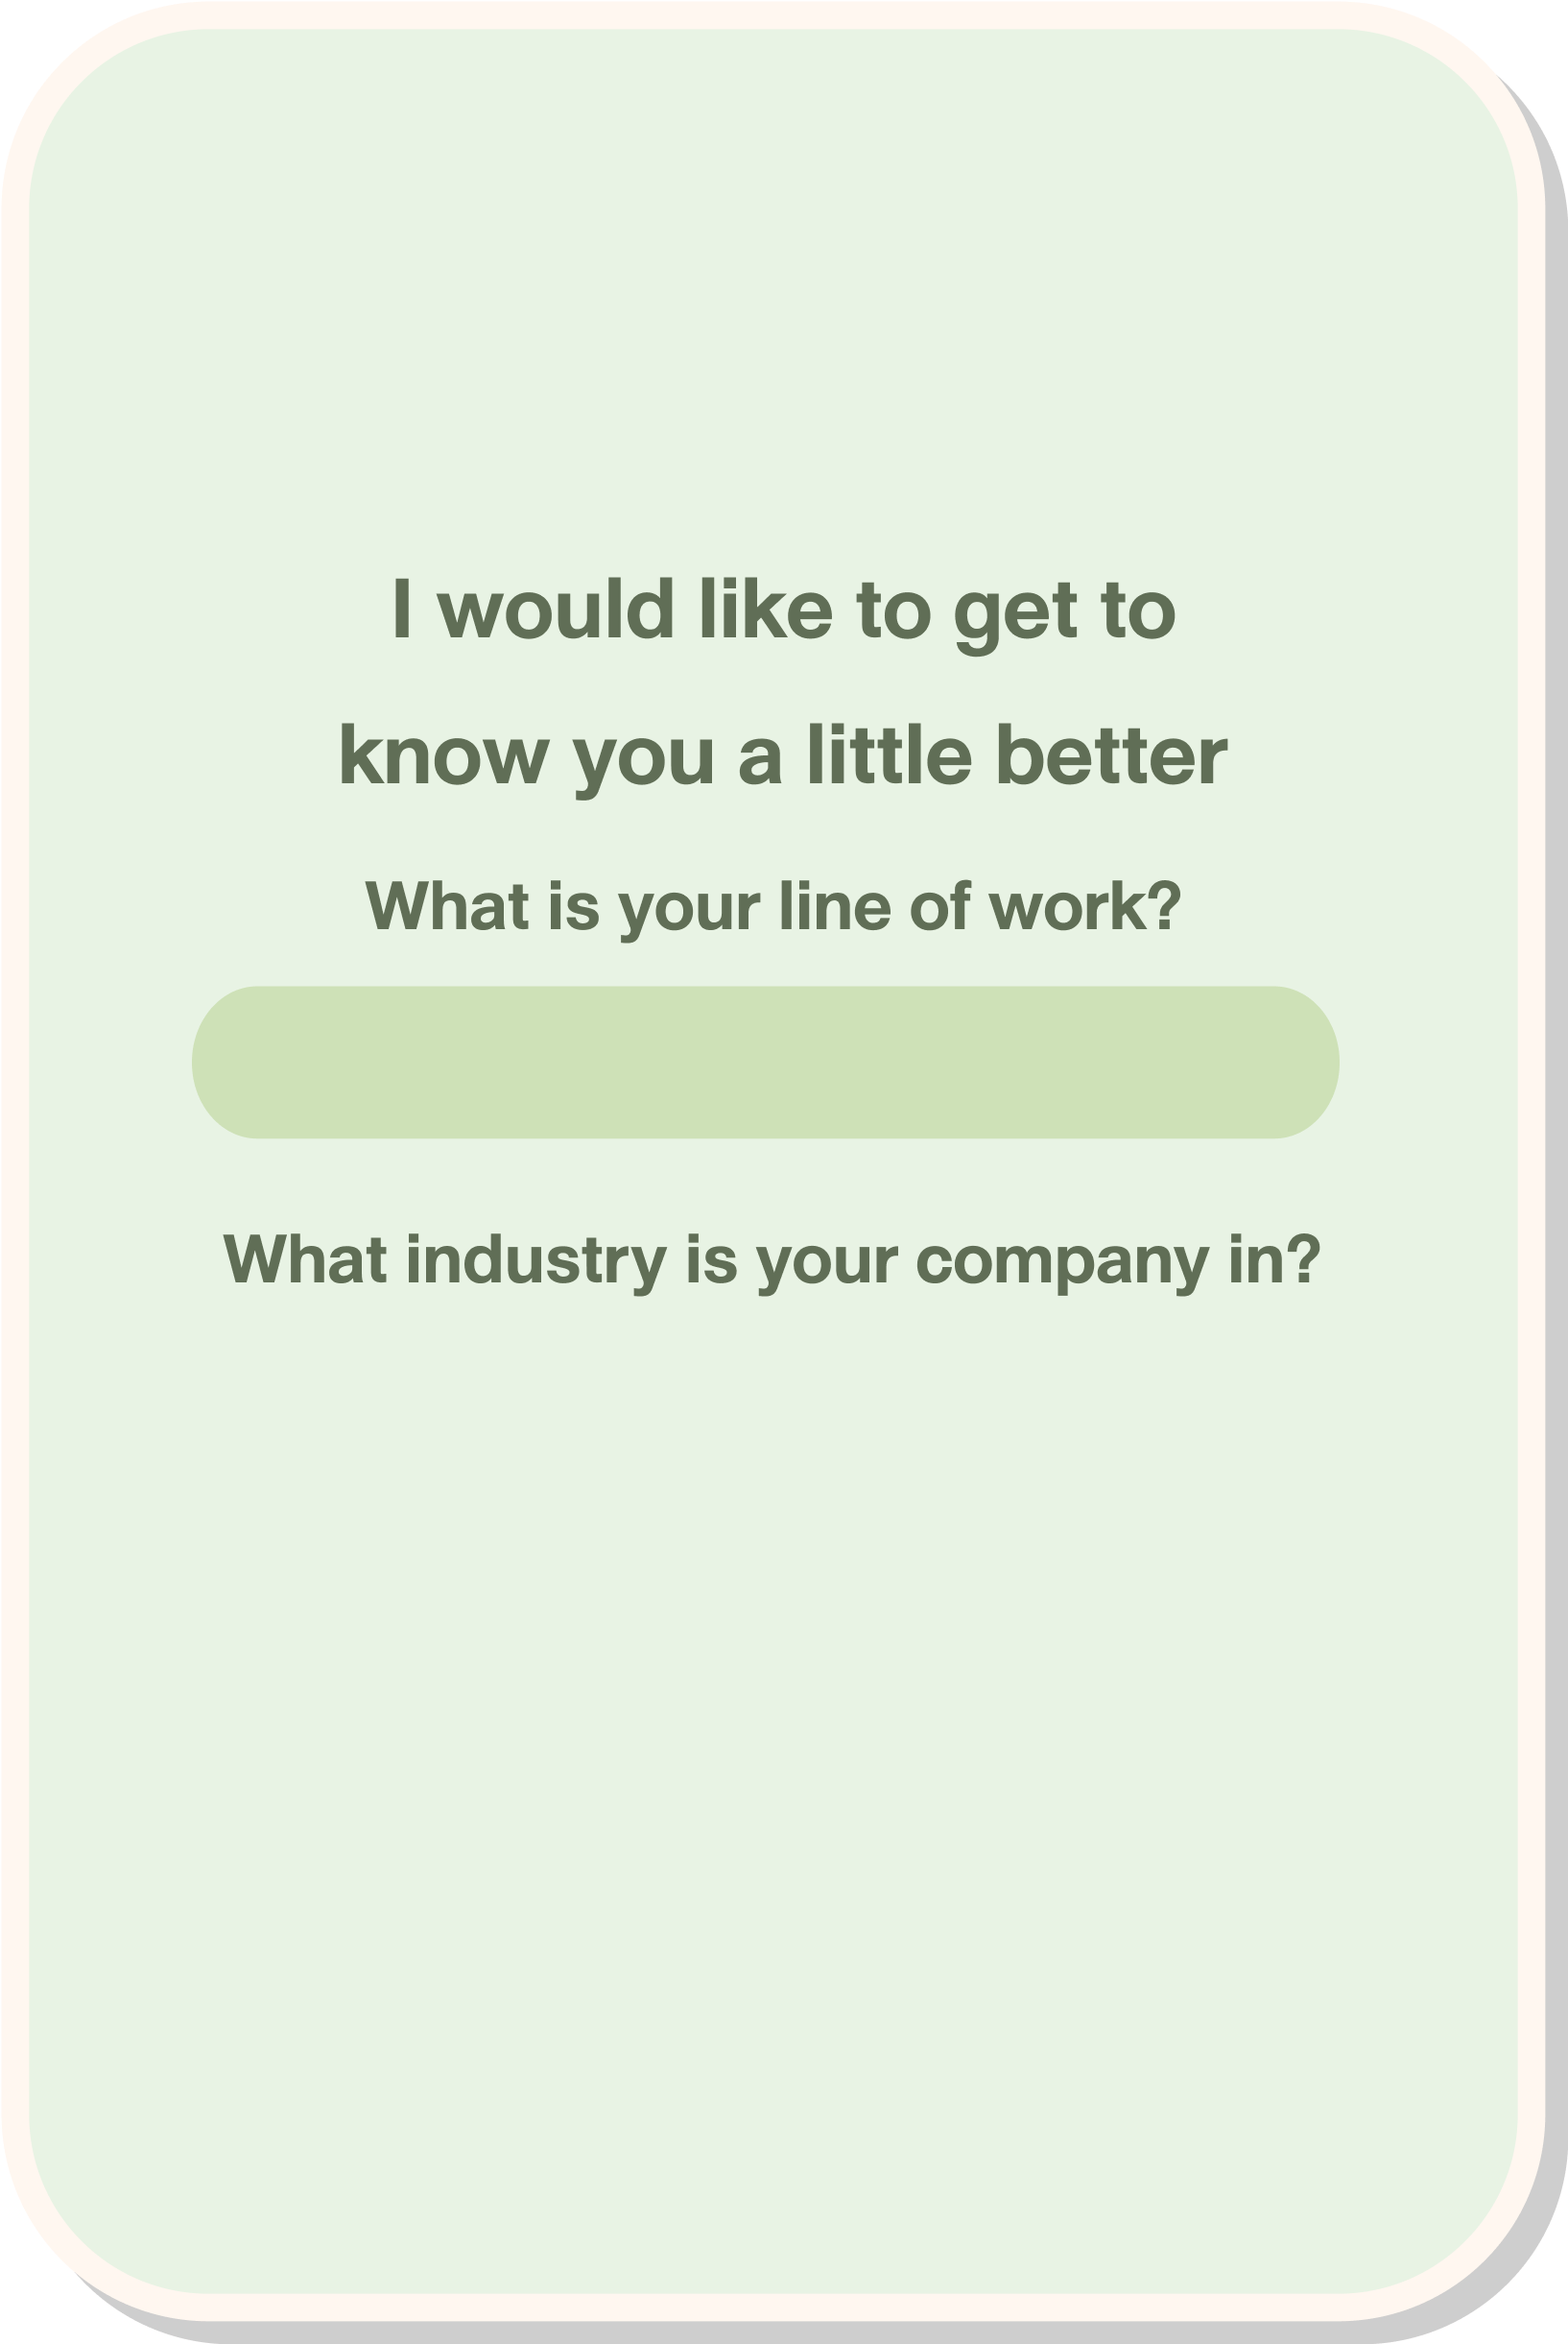 I would like to get to
know you a little better
What is your line of work?
What industry is your company in?